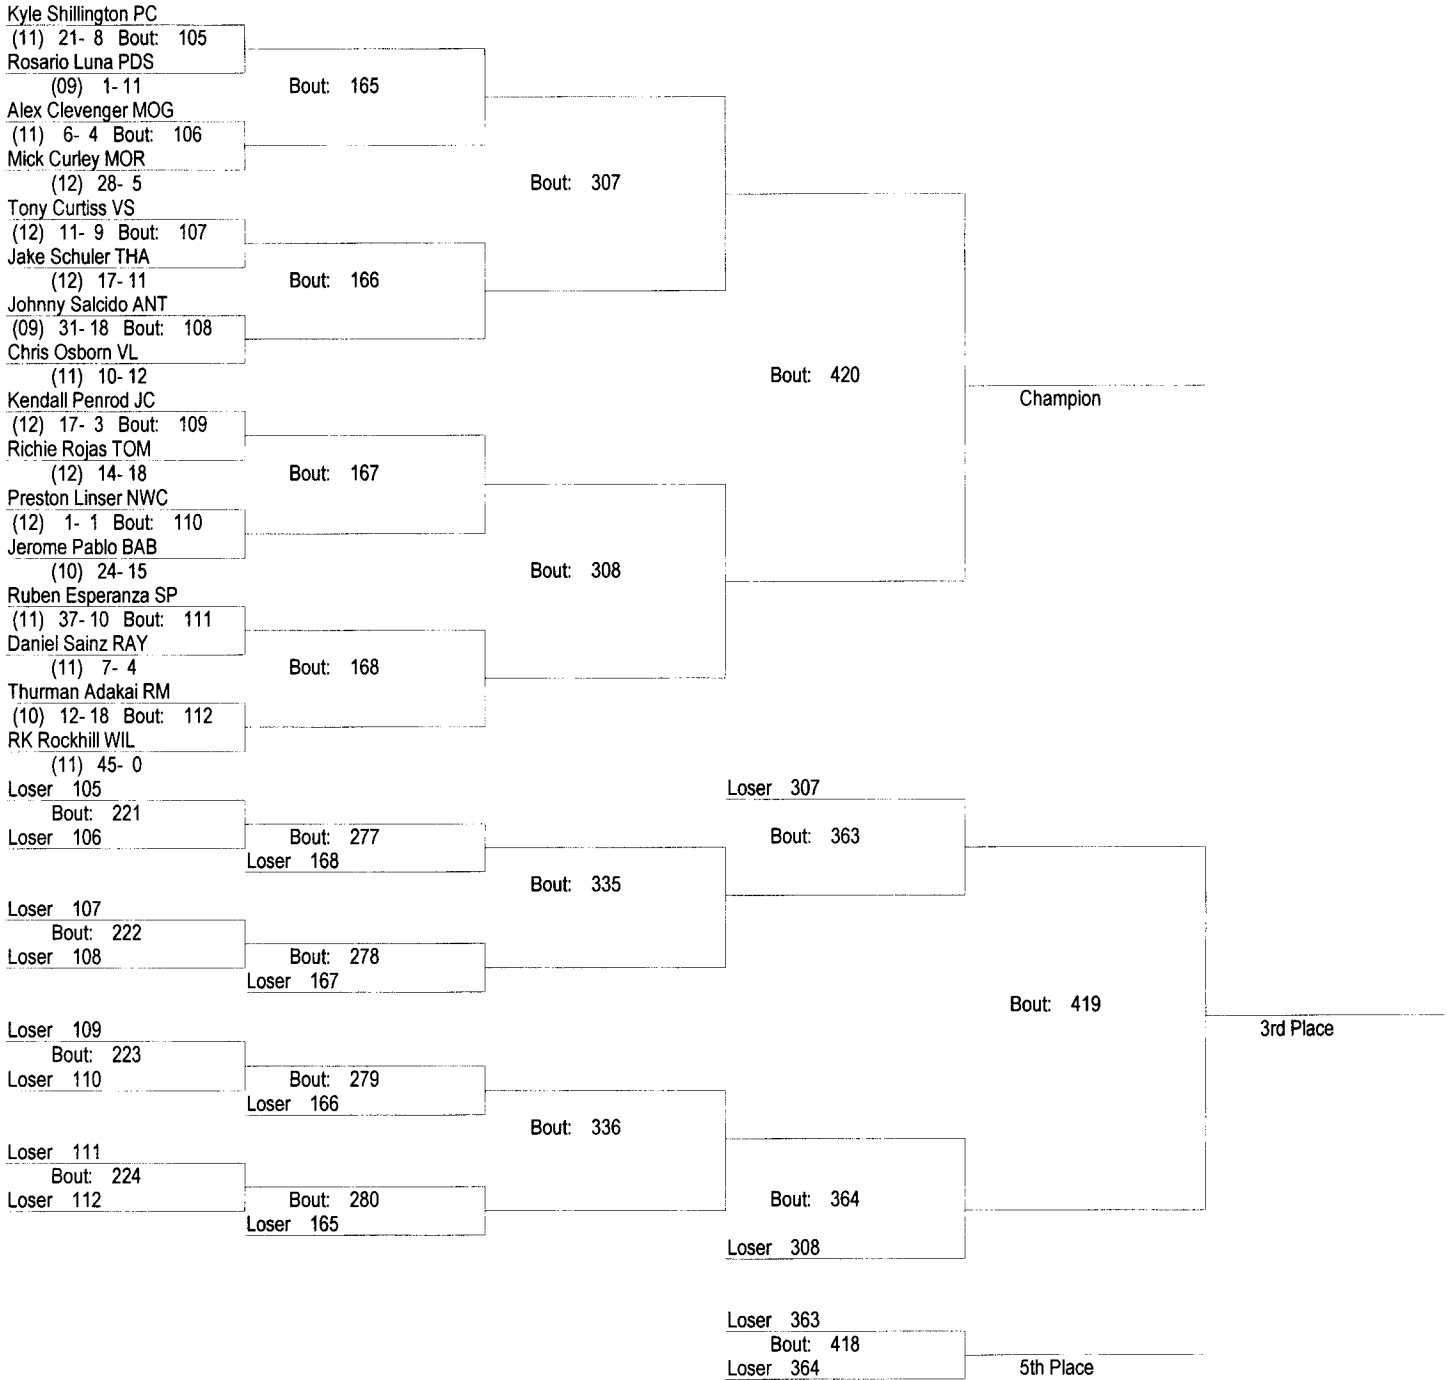 Kyle Shillington PC
(11) 21- 8 Bout: 105
Rosario Luna PDS
(09) 1- 11
Bout: 165
Alex Clevenger MOG
(11) 6- 4 Bout: 106
Mick Curley MOR
(12) 28- 5
Bout: 307
Tony Curtiss VS
(12) 11- 9 Bout: 107
Jake Schuler THA
(12) 17- 11
Bout: 166
Johnny Salcido ANT
(09) 31- 18 Bout: 108
Chris Osborn VL
(11) 10- 12
Bout: 420
Champion
Kendall Penrod JC
(12) 17- 3 Bout: 109
Richie Rojas TOM
(12) 14- 18
Bout: 167
Preston Linser NWC
(12) 1- 1 Bout: 110
Jerome Pablo BAB
(10) 24- 15
Bout: 308
Ruben Esperanza SP
(11) 37- 10 Bout: 111
Daniel Sainz RAY
(11) 7- 4
Bout: 168
Thurman Adakai RM
(10) 12- 18 Bout: 112
RK Rockhill WIL
(11) 45- 0
Loser 105
Bout: 221
Loser 106
Bout: 277
Loser 168
Bout: 335
Loser 307
Bout: 363
Loser 107
Bout: 222
Loser 108
Bout: 278
Loser 167
Bout: 419
3rd Place
Loser 109
Bout: 223
Loser 110
Bout: 279
Loser 166
Bout: 336
Loser 111
Bout: 224
Loser 112
Bout: 280
Loser 165
Bout: 364
Loser 308
Loser 363
Bout: 418
Loser 364
5th Place